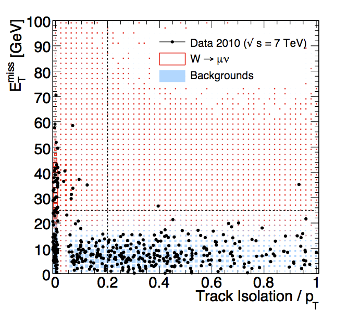 E_T^miss [GeV]
100
90
80
70
60
50
40
30
20
10
0
Data 2010 (√s = 7 TeV)
W → μν
Backgrounds
0 0.2 0.4 0.6 0.8 1
Track Isolation / p_T